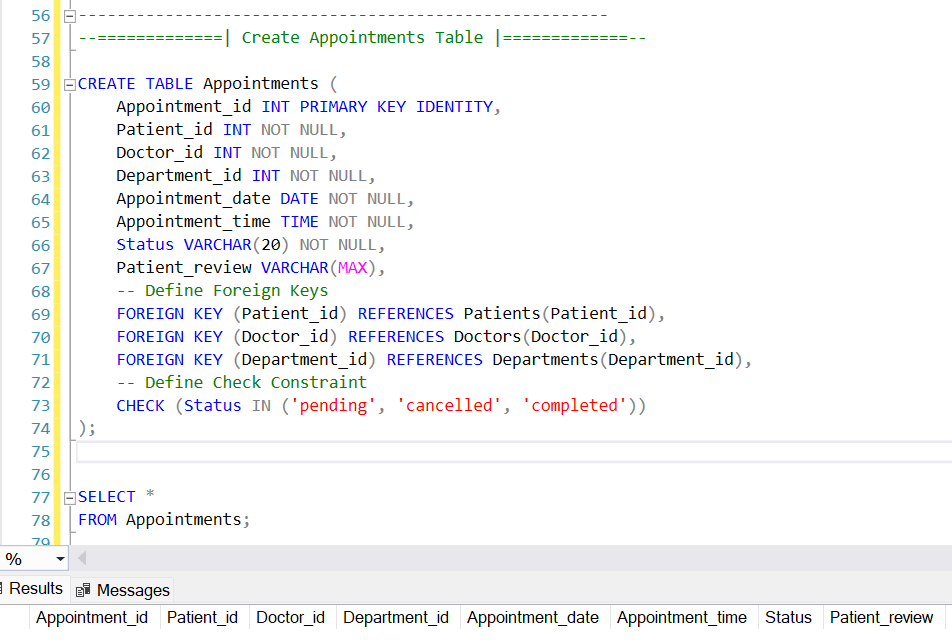 56 ---------------------------------------------------------
57 --=============| Create Appointments Table |=============--
58
59 CREATE TABLE Appointments (
60     Appointment_id INT PRIMARY KEY IDENTITY,
61     Patient_id INT NOT NULL,
62     Doctor_id INT NOT NULL,
63     Department_id INT NOT NULL,
64     Appointment_date DATE NOT NULL,
65     Appointment_time TIME NOT NULL,
66     Status VARCHAR(20) NOT NULL,
67     Patient_review VARCHAR(MAX),
68     -- Define Foreign Keys
69     FOREIGN KEY (Patient_id) REFERENCES Patients(Patient_id),
70     FOREIGN KEY (Doctor_id) REFERENCES Doctors(Doctor_id),
71     FOREIGN KEY (Department_id) REFERENCES Departments(Department_id),
72     -- Define Check Constraint
73     CHECK (Status IN ('pending', 'cancelled', 'completed'))
74 );
75
76
77 SELECT *
78 FROM Appointments;
79
%
Results Messages
Appointment_id Patient_id Doctor_id Department_id Appointment_date Appointment_time Status Patient_review